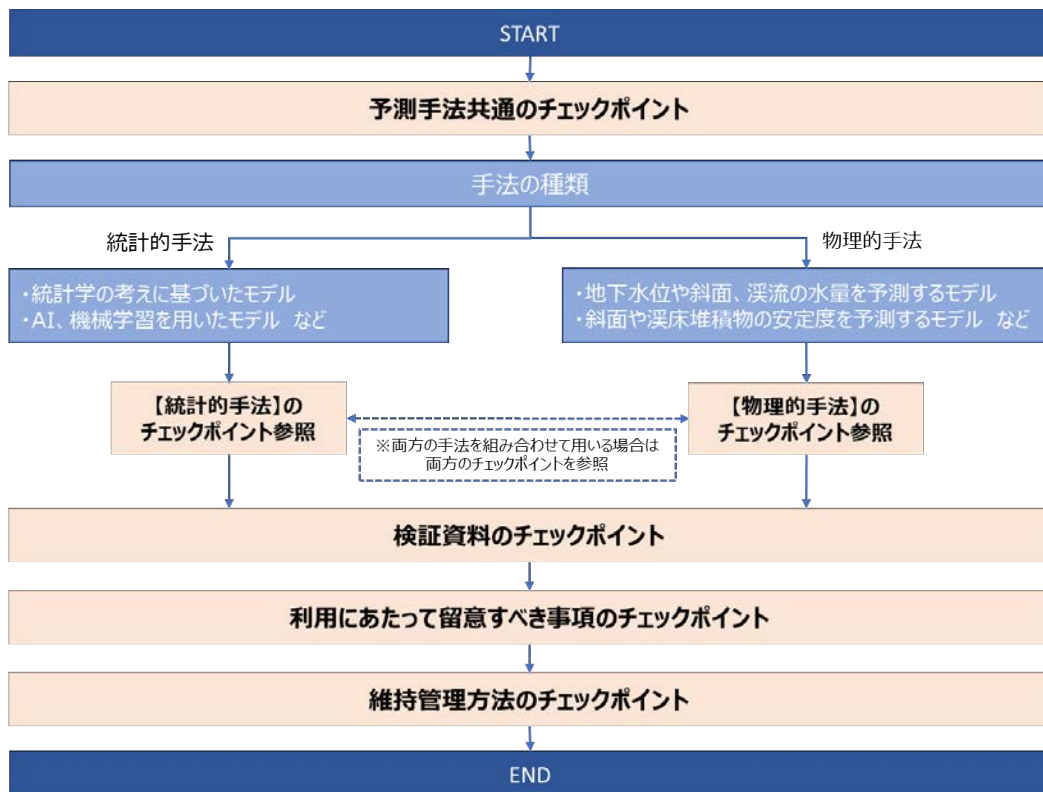 START
予測手法共通のチェックポイント
手法の種類
統計的手法
物理的手法
・統計学の考えに基づいたモデル
・AI、機械学習を用いたモデル など
・地下水位や斜面、渓流の水量を予測するモデル
・斜面や渓床堆積物の安定度を予測するモデル など
【統計的手法】の
チェックポイント参照
【物理的手法】の
チェックポイント参照
※両方の手法を組み合わせて用いる場合は
両方のチェックポイントを参照
検証資料のチェックポイント
利用にあたって留意すべき事項のチェックポイント
維持管理方法のチェックポイント
END